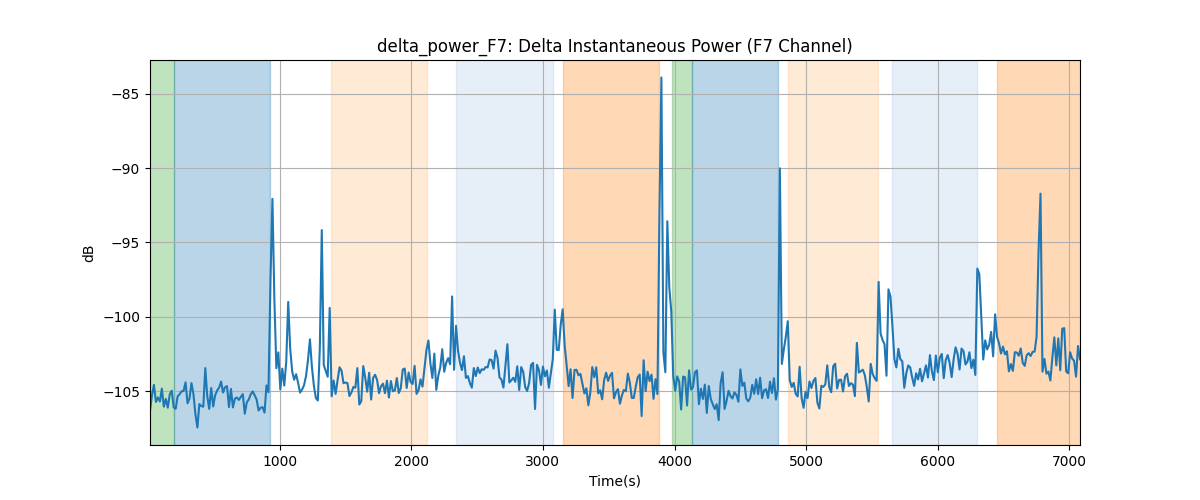 delta_power_F7: Delta Instantaneous Power (F7 Channel)
−85
−90
−95
−100
−105
dB
1000 2000 3000 4000 5000 6000 7000
Time(s)